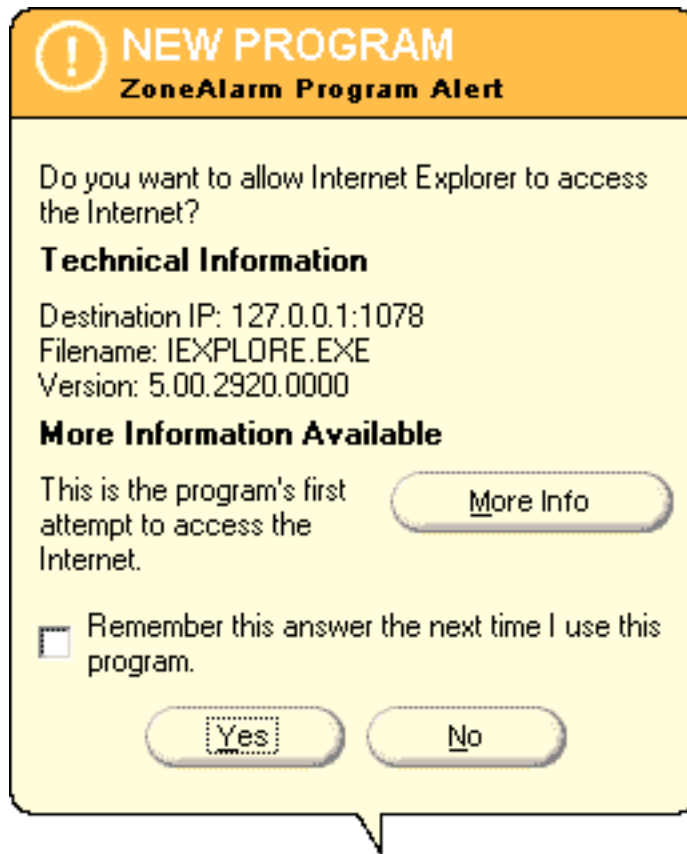 NEW PROGRAM
ZoneAlarm Program Alert
Do you want to allow Internet Explorer to access
the Internet?
Technical Information
Destination IP: 127.0.0.1:1078
Filename: IEXPLORE.EXE
Version: 5.00.2920.0000
More Information Available
This is the program's first
attempt to access the
Internet.
More Info
Remember this answer the next time I use this
program.
Yes No